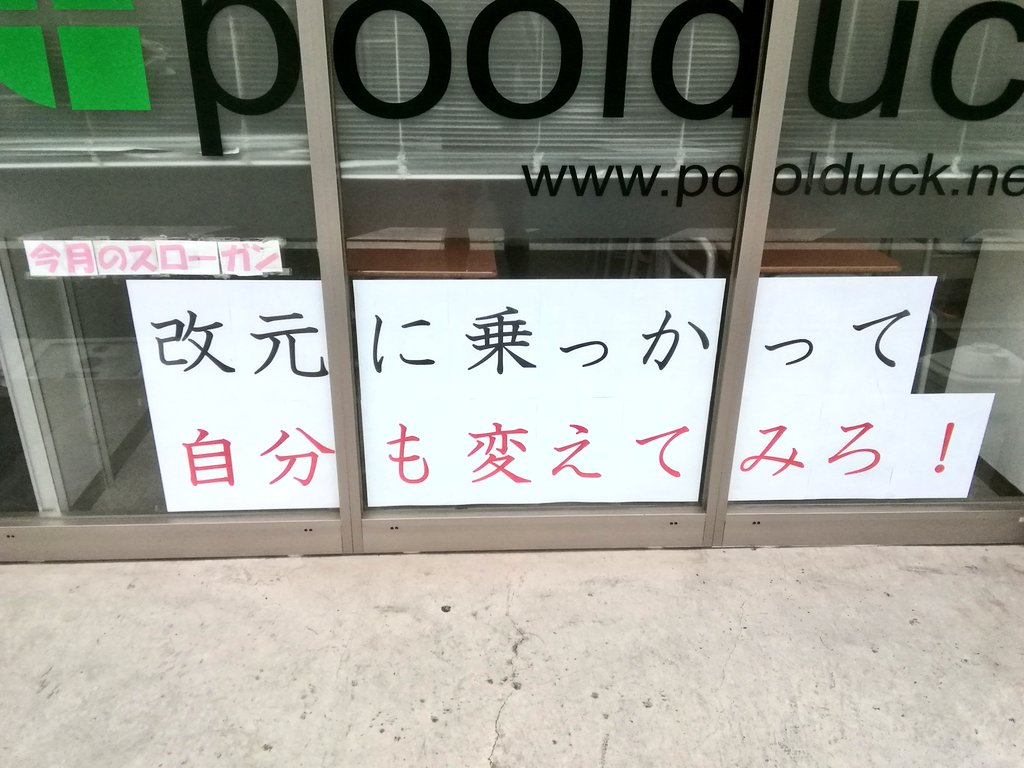 poolduc
www.poolduck.ne
今月のスローガン
改元に乗っかって
自分も変えてみろ！